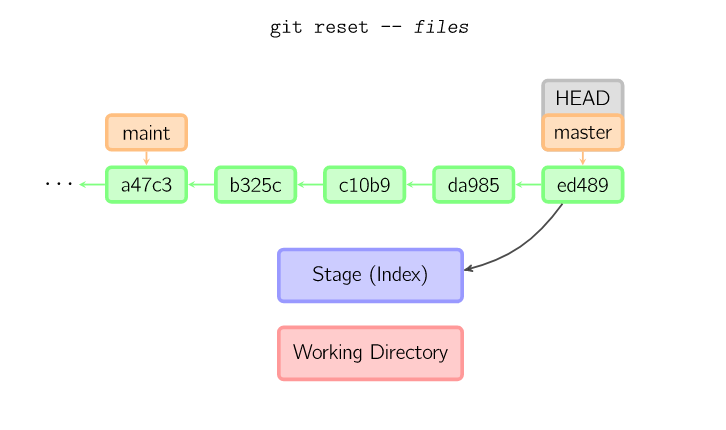 git reset -- files
HEAD
maint
master
··· a47c3 b325c c10b9 da985 ed489
Stage (Index)
Working Directory